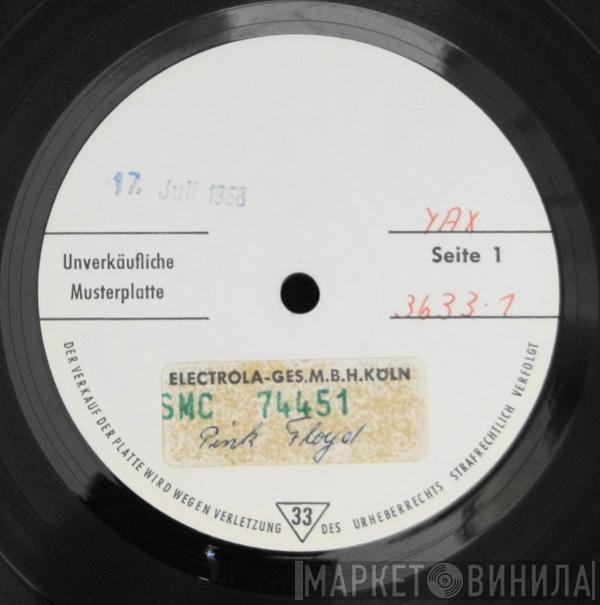 17. Juli 1968
YAX
Unverkäufliche
Musterplatte
Seite 1
3633-1
ELECTROLA-GES.M.B.H.KÖLN
SMC 74451
Pink Floyd
DER VERKAUF DER PLATTE WIRD WEGEN VERLETZUNG DES URHEBERRECHTS STRAFRECHTLICH VERFOLGT
33
МАРКЕТ ВИНИЛА